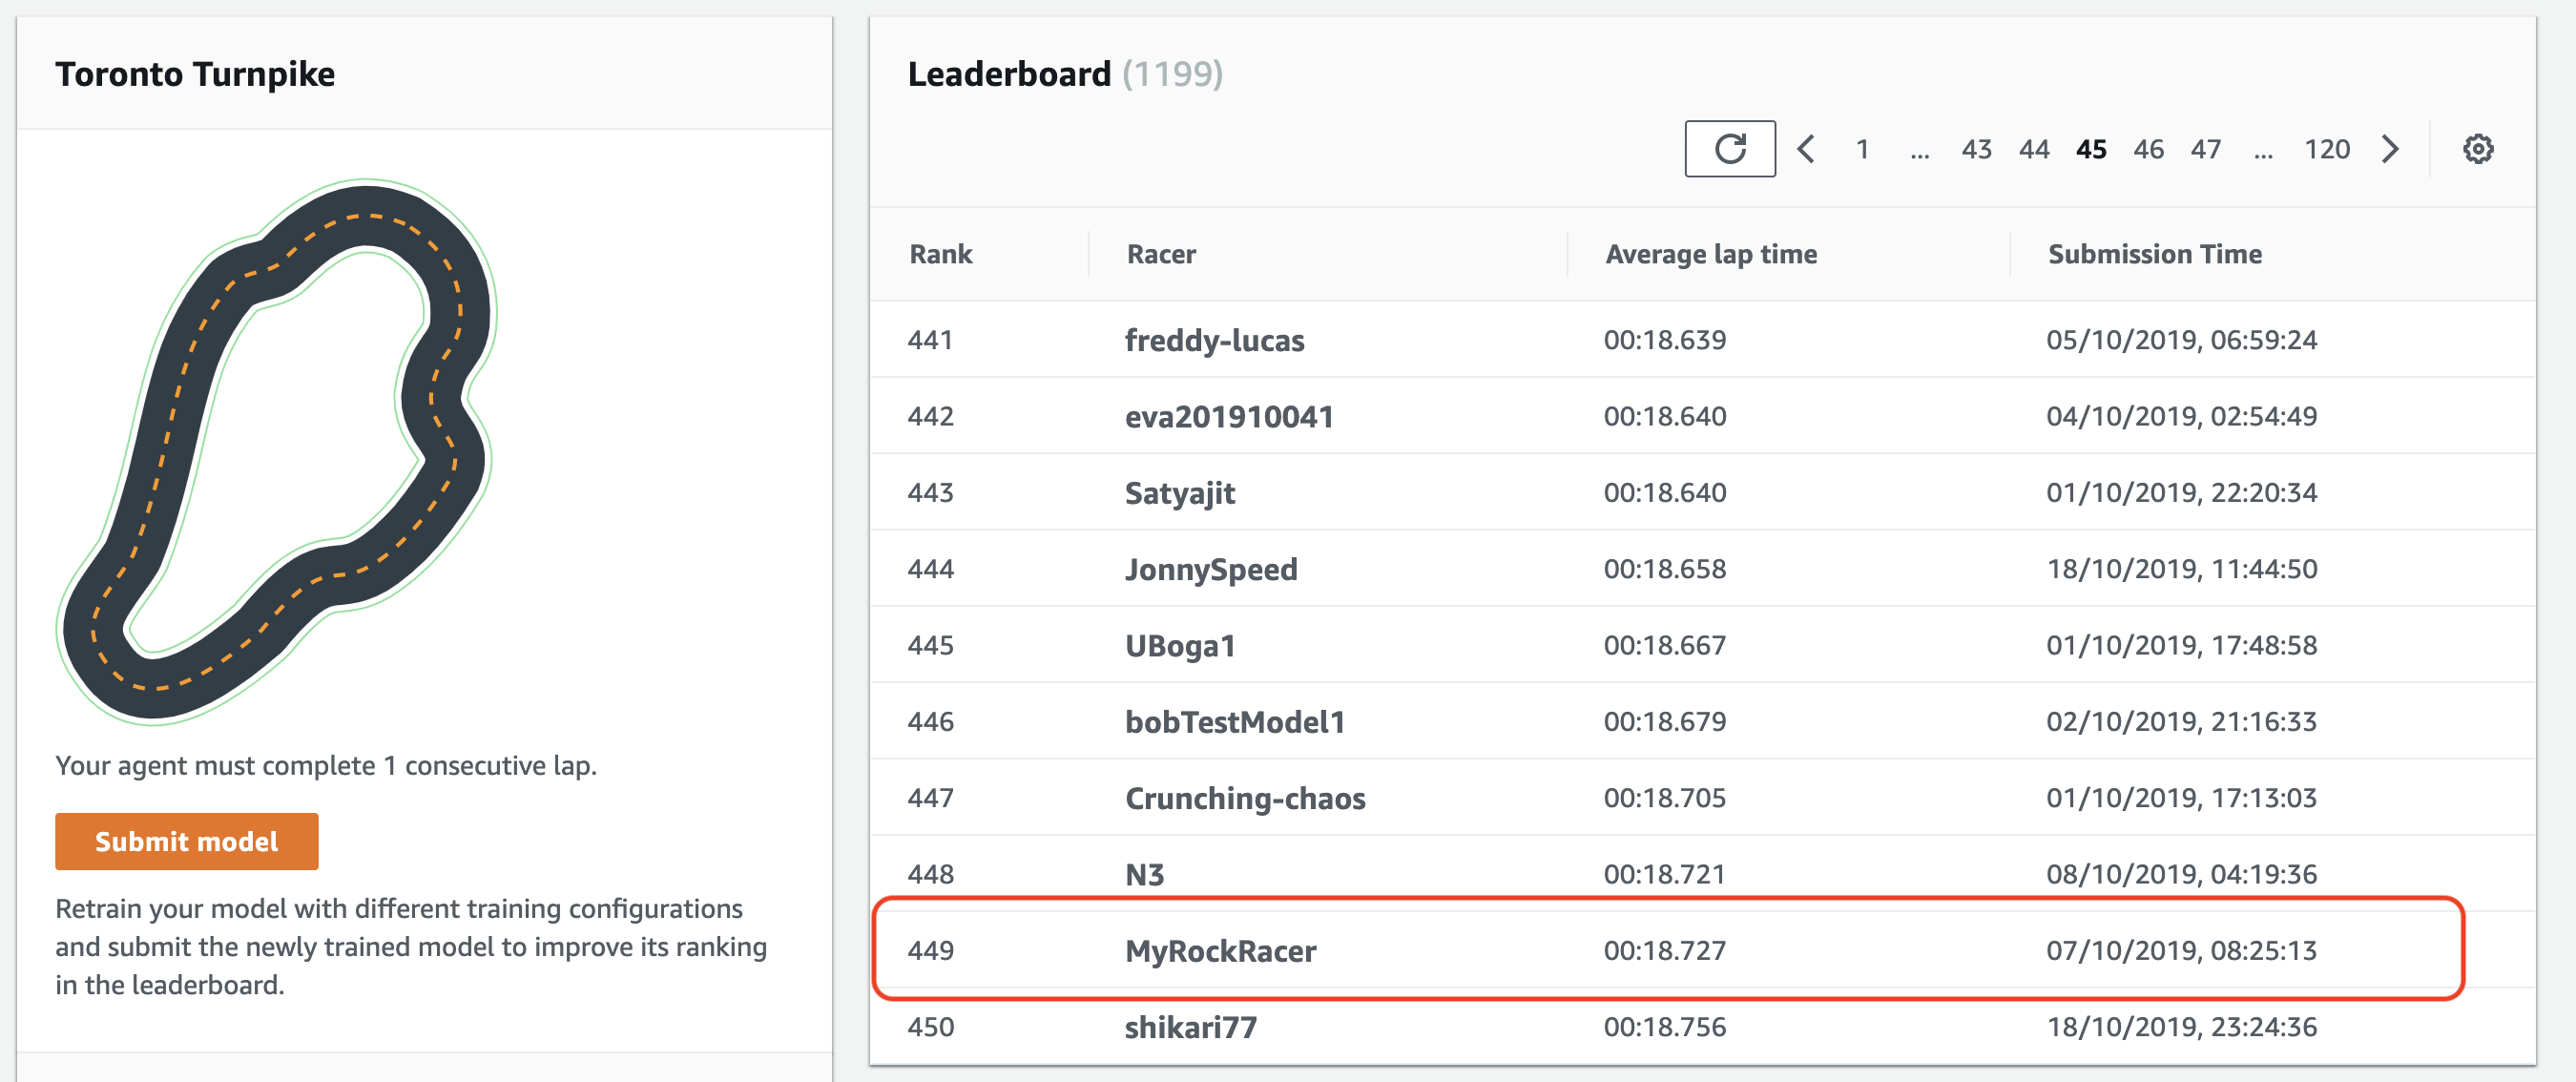 Toronto Turnpike
Your agent must complete 1 consecutive lap.
Submit model
Retrain your model with different training configurations
and submit the newly trained model to improve its ranking
in the leaderboard.
Leaderboard (1199)
1 ... 43 44 45 46 47 ... 120
Rank Racer Average lap time Submission Time
441 freddy-lucas 00:18.639 05/10/2019, 06:59:24
442 eva201910041 00:18.640 04/10/2019, 02:54:49
443 Satyajit 00:18.640 01/10/2019, 22:20:34
444 JonnySpeed 00:18.658 18/10/2019, 11:44:50
445 UBoga1 00:18.667 01/10/2019, 17:48:58
446 bobTestModel1 00:18.679 02/10/2019, 21:16:33
447 Crunching-chaos 00:18.705 01/10/2019, 17:13:03
448 N3 00:18.721 08/10/2019, 04:19:36
449 MyRockRacer 00:18.727 07/10/2019, 08:25:13
450 shikari77 00:18.756 18/10/2019, 23:24:36